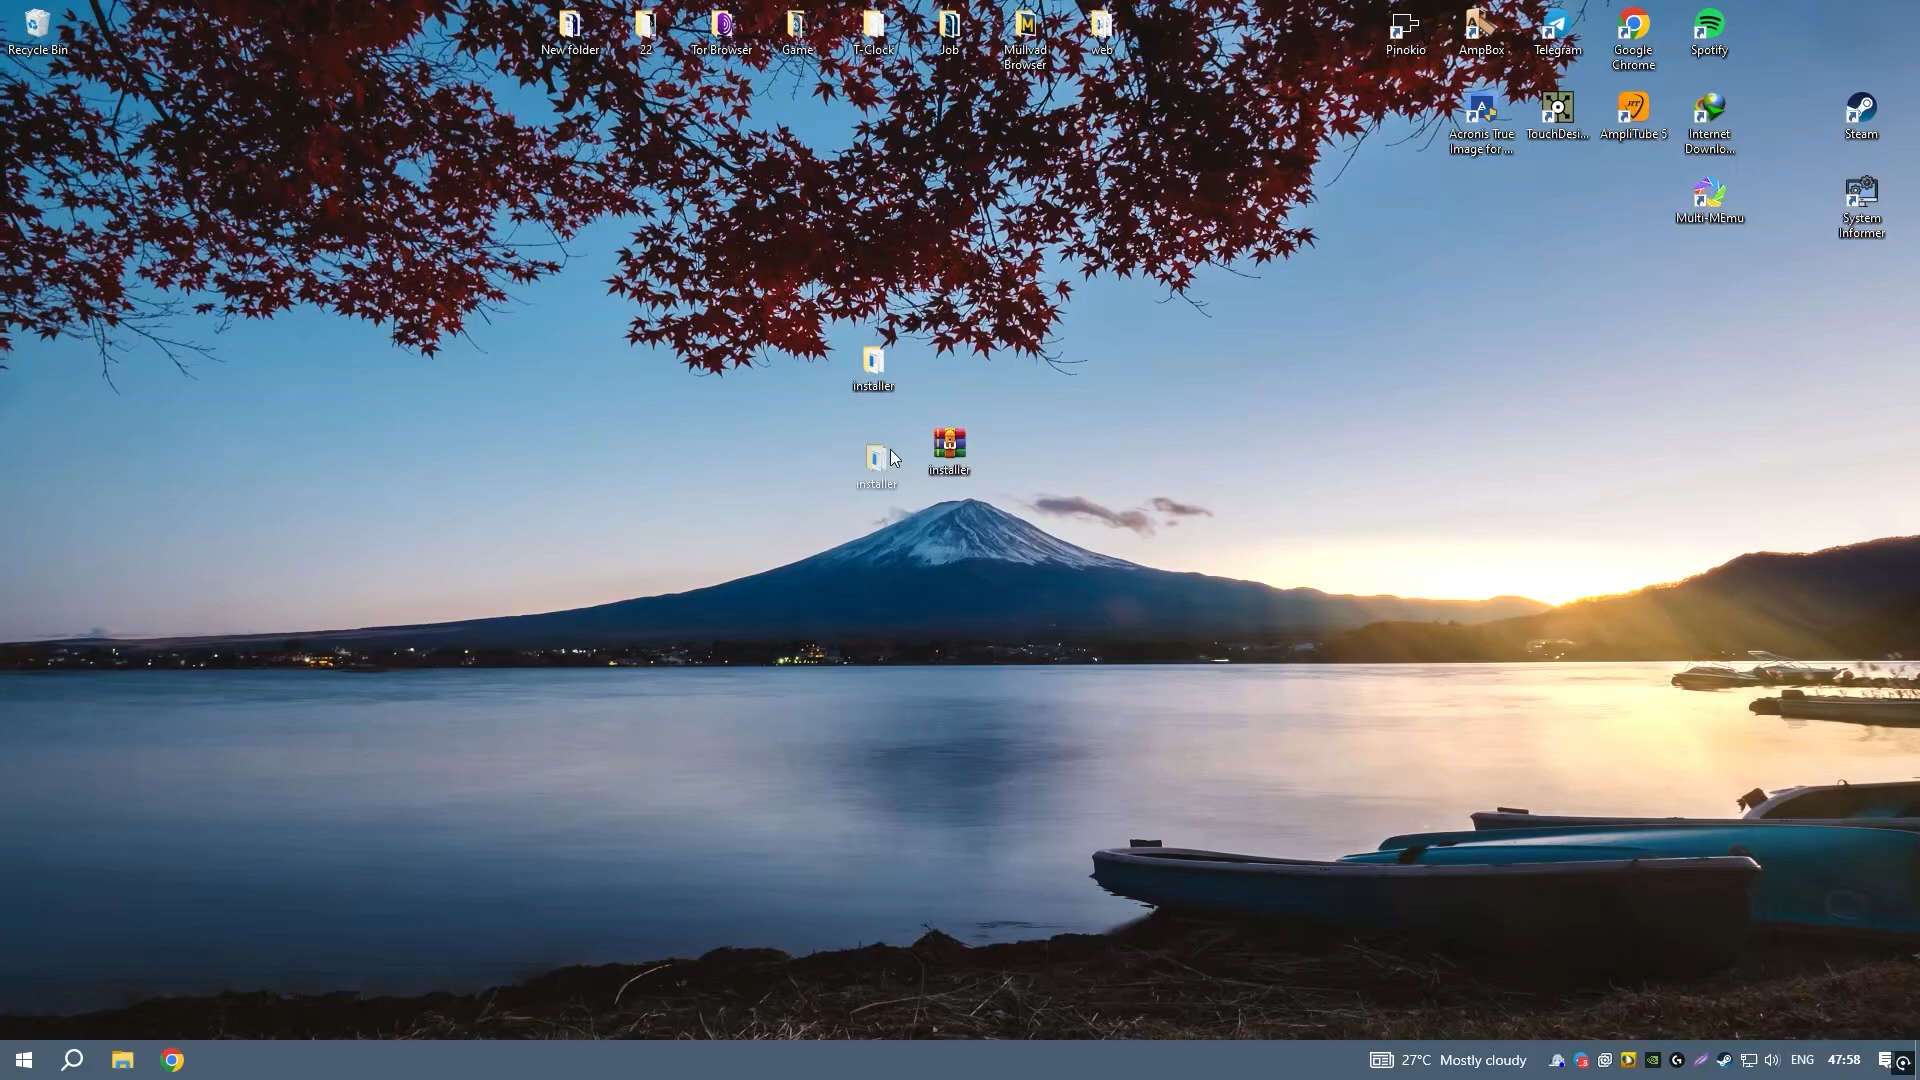 Recycle Bin
New folder
22
Tor Browser
Game
T-Clock
Job
Mullvad
Browser
web
Pinokio
AmpBox
Telegram
Google
Chrome
Spotify
Acronis True
Image for ...
TouchDesi...
AmpliTube 5
Internet
Downlo...
Steam
Multi-MEmu
System
Informer
installer
installer
installer
27°C Mostly cloudy
ENG
47:58